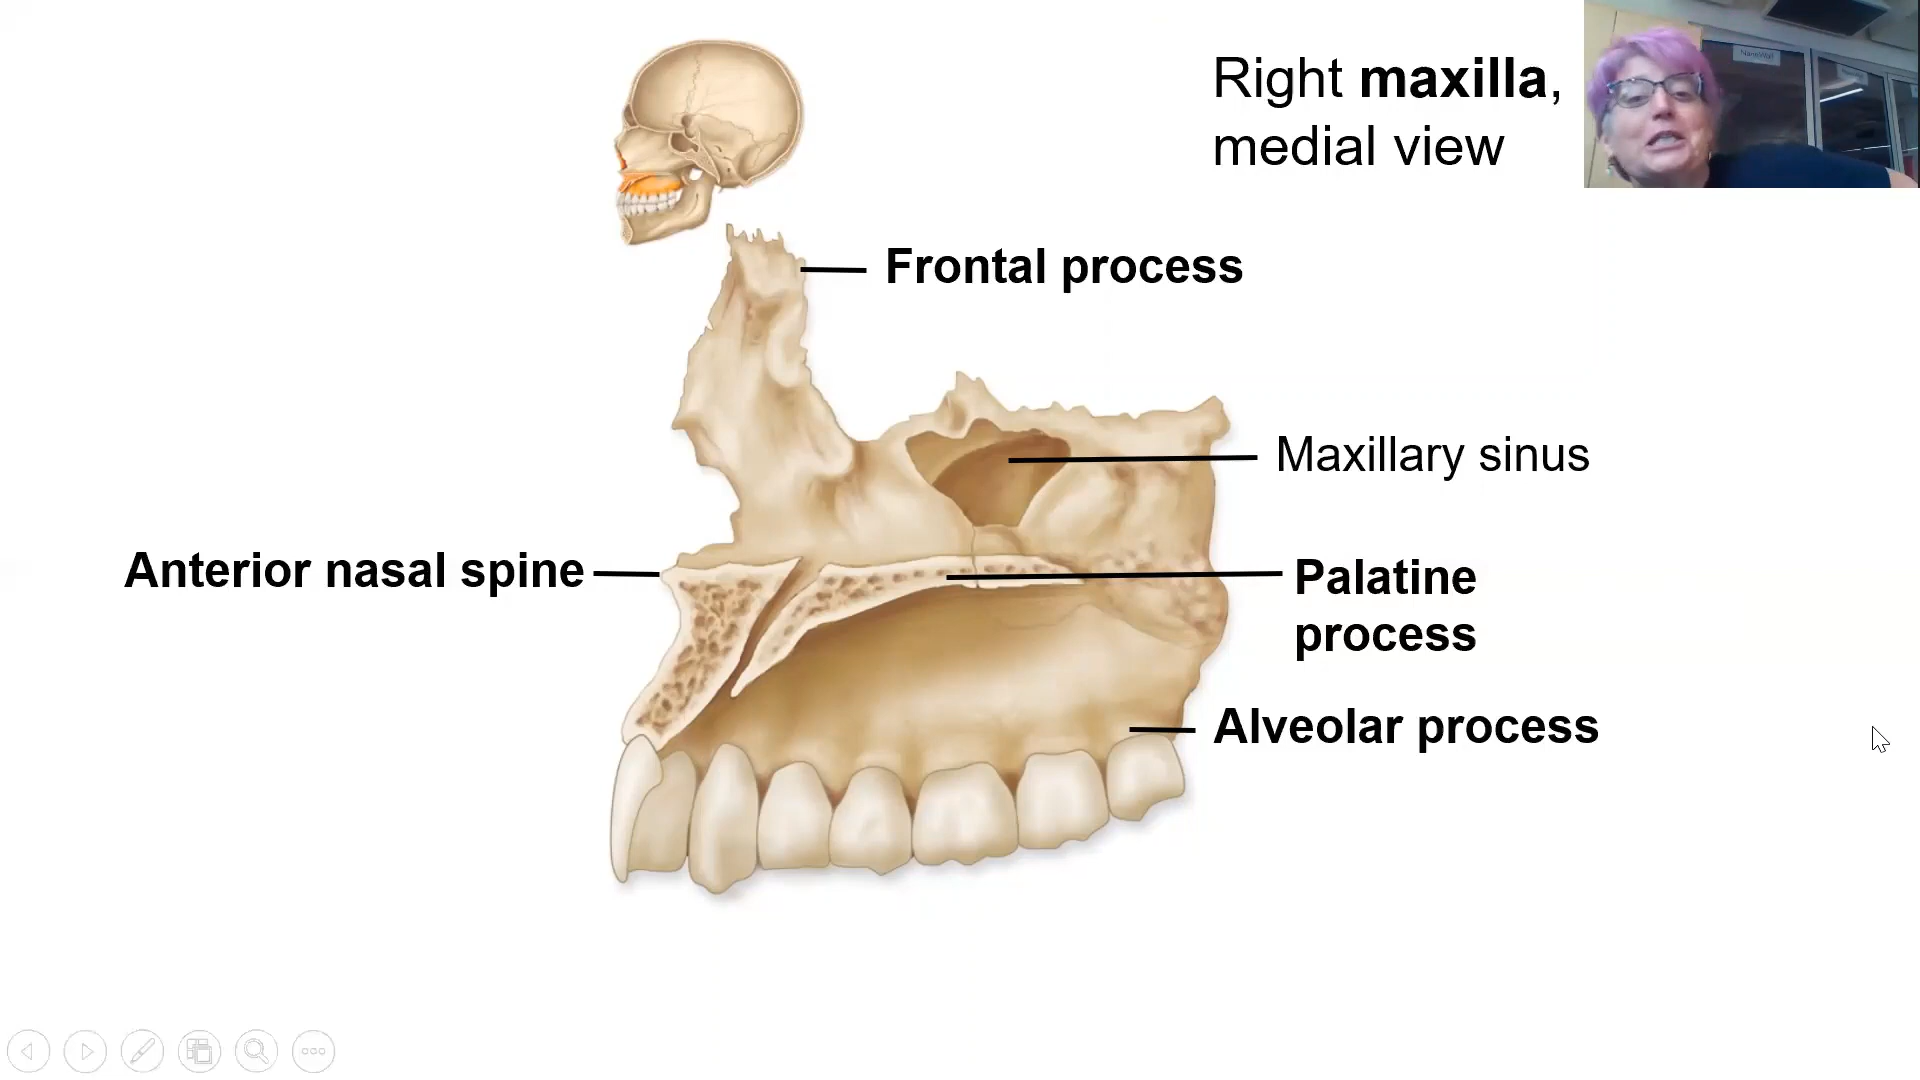 Right maxilla,
medial view
Frontal process
Maxillary sinus
Anterior nasal spine
Palatine
process
Alveolar process